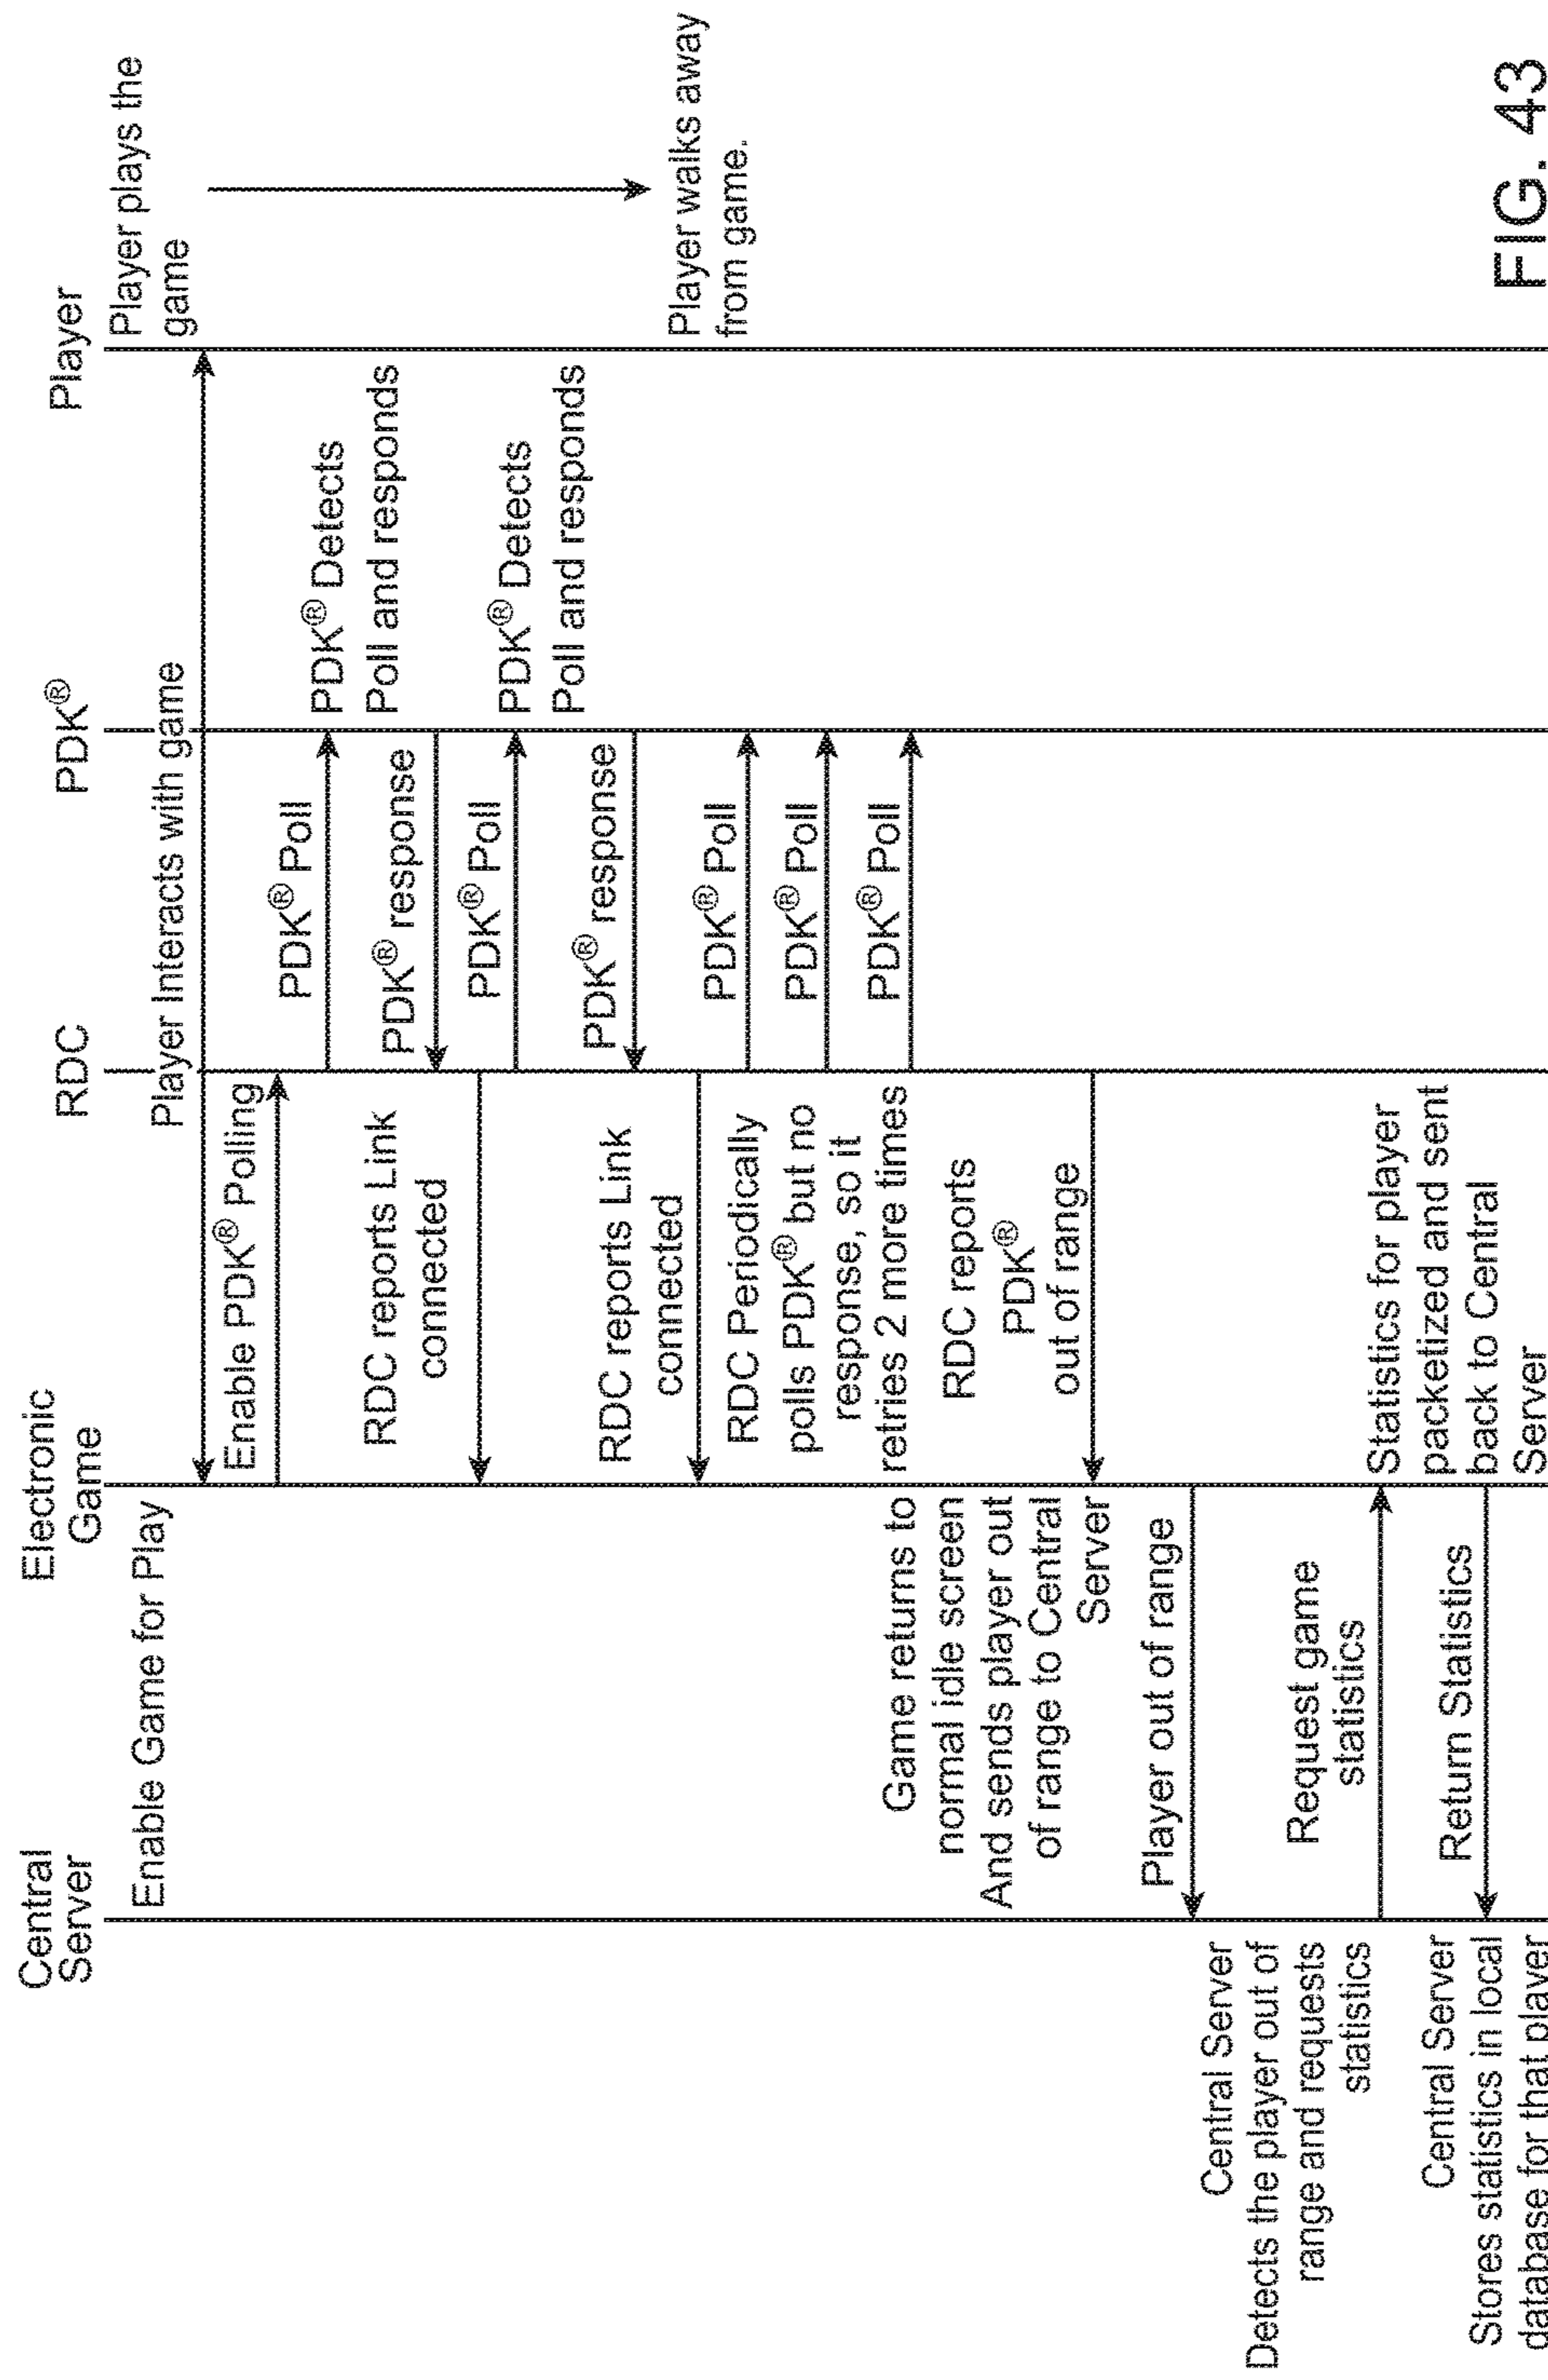 Central
Server
Electronic
Game
RDC
PDK®
Player
Enable Game for Play
Player Interacts with game
Player plays the
game
Enable PDK® Polling
PDK® Poll
PDK® Detects
Poll and responds
PDK® response
RDC reports Link
connected
PDK® Poll
PDK® Detects
Poll and responds
PDK® response
RDC reports Link
connected
Player walks away
from game.
RDC Periodically
polls PDK® but no
response, so it
retries 2 more times
PDK® Poll
PDK® Poll
PDK® Poll
RDC reports
PDK®
out of range
Game returns to
normal idle screen
And sends player out
of range to Central
Server
Player out of range
Central Server
Detects the player out of
range and requests
statistics
Request game
statistics
Statistics for player
packetized and sent
back to Central
Server
Return Statistics
Central Server
Stores statistics in local
database for that player
FIG. 43